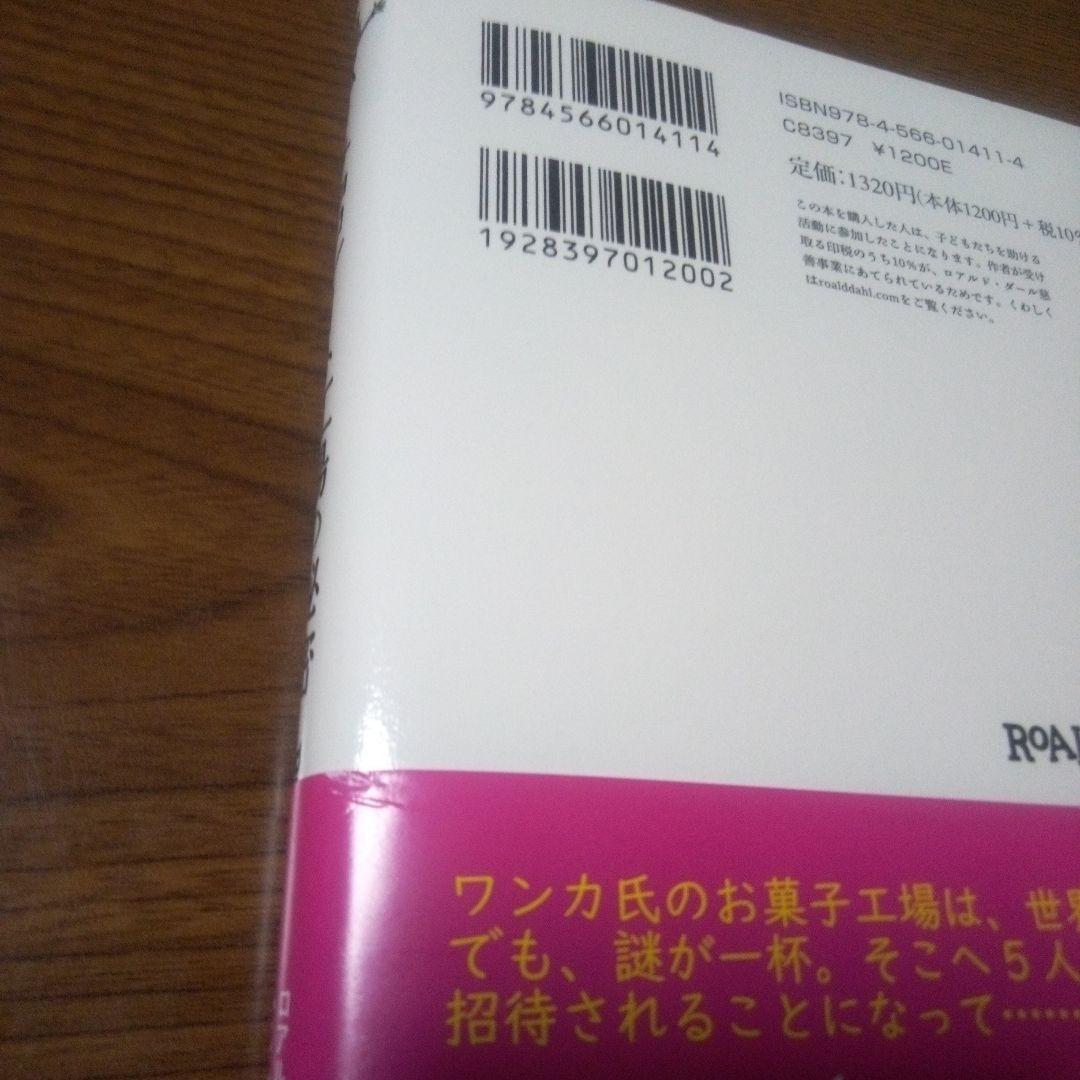 9784566014114
1928397012002
ISBN978-4-566-01411-4
C8397 ¥1200E
定価:1320円(本体1200円+税10%
この本を購入した人は、子どもたちを助ける
活動に参加したことになります。作者が受け
取る印税のうち10%が、ロアルド・ダール慈
善事業にあてられているためです。くわしく
はroalddahl.comをご覧ください。
ROAL
ワンカ氏のお菓子工場は、世界
でも、謎が一杯。そこへ5人
招待されることになって……